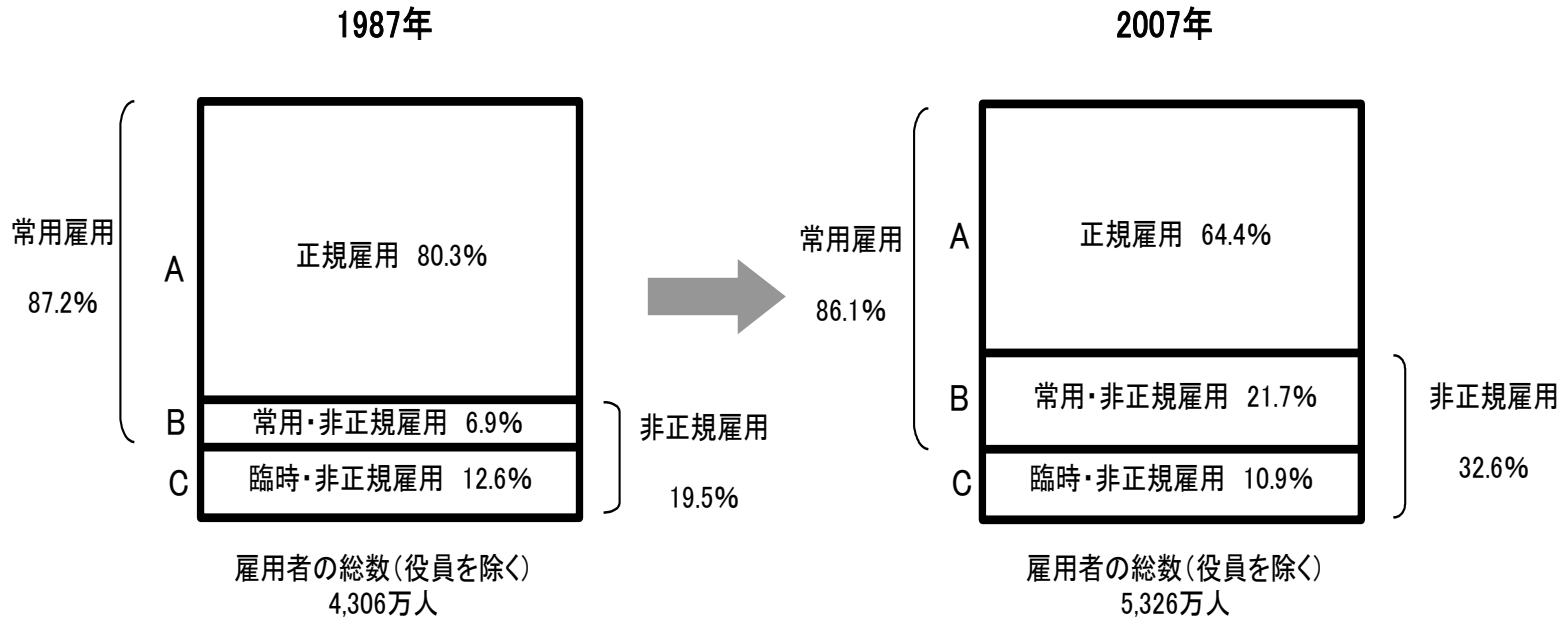 1987年
常用雇用
87.2%
A
正規雇用 80.3%
B
常用・非正規雇用 6.9%
C
臨時・非正規雇用 12.6%
非正規雇用
19.5%
雇用者の総数(役員を除く)
4,306万人
2007年
常用雇用
86.1%
A
正規雇用 64.4%
B
常用・非正規雇用 21.7%
C
臨時・非正規雇用 10.9%
非正規雇用
32.6%
雇用者の総数(役員を除く)
5,326万人